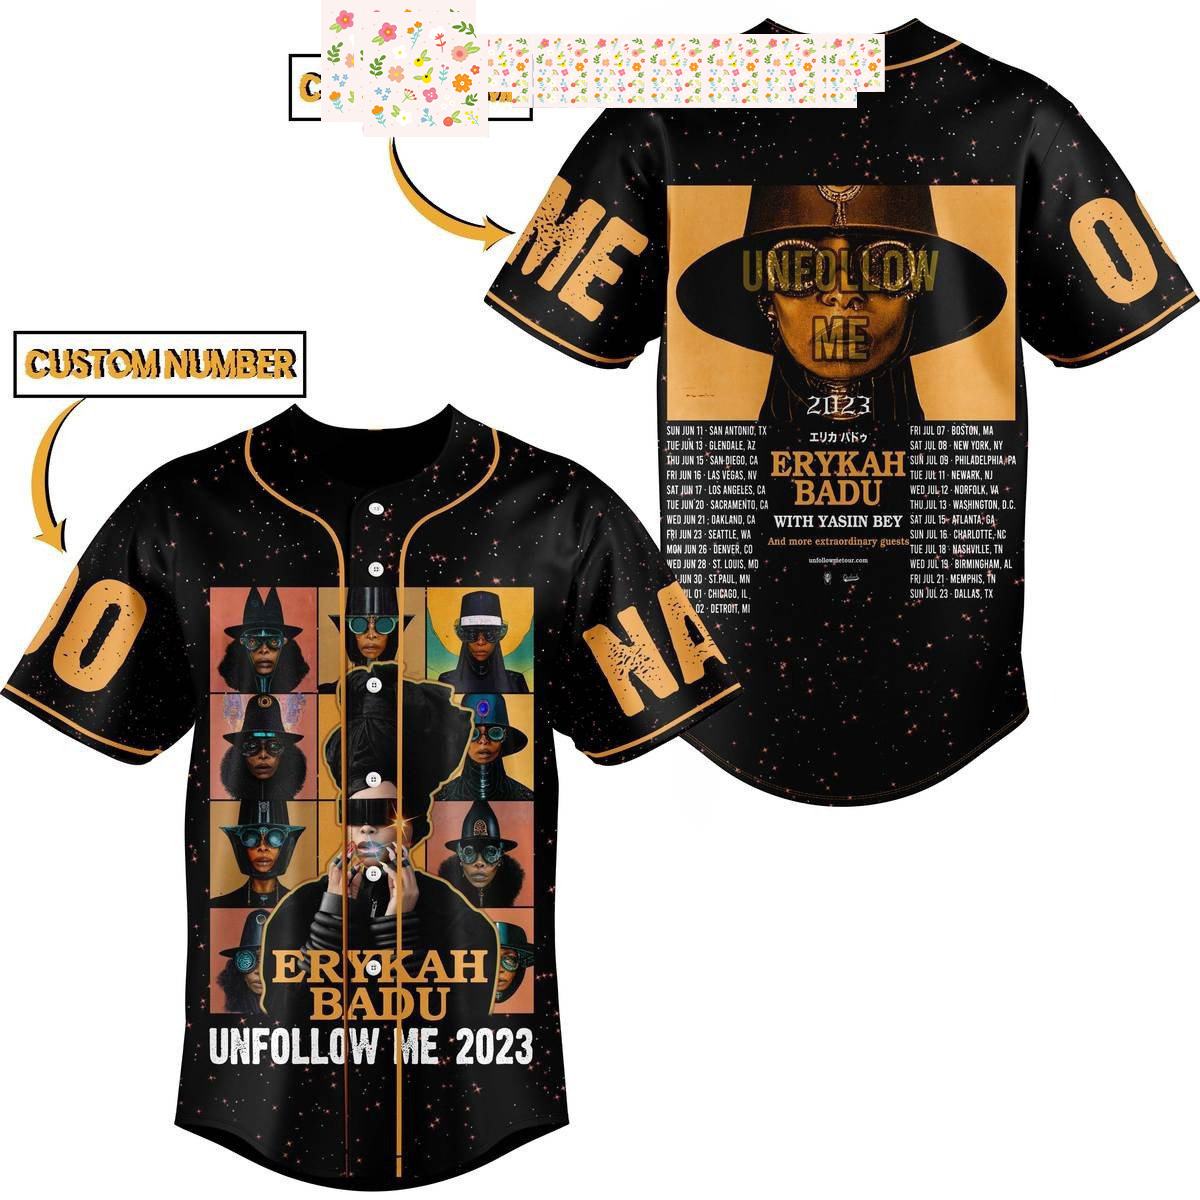 ME
UNFOLLOW
ME
2023
SUN JUN 11 · SAN ANTONIO, TX
TUE JUN 13 · GLENDALE, AZ
THU JUN 15 · SAN DIEGO, CA
FRI JUN 16 · LAS VEGAS, NV
SAT JUN 17 · LOS ANGELES, CA
TUE JUN 20 · SACRAMENTO, CA
WED JUN 21 · OAKLAND, CA
FRI JUN 23 · SEATTLE, WA
MON JUN 26 · DENVER, CO
WED JUN 28 · ST. LOUIS, MD
JUN 30 · ST.PAUL, MN
JUL 01 · CHICAGO, IL,
02 · DETROIT, MI
エリカ バドゥ
ERYKAH
BADU
WITH YASIIN BEY
And more extraordinary guests
unfollowmetour.com
FRI JUL 07 · BOSTON, MA
SAT JUL 08 · NEW YORK, NY
SUN JUL 09 · PHILADELPHIA, PA
TUE JUL 11 · NEWARK, NJ
WED JUL 12 · NORFOLK, VA
THU JUL 13 · WASHINGTON, D.C.
SAT JUL 15 · ATLANTA, GA
SUN JUL 16 · CHARLOTTE, NC
TUE JUL 18 · NASHVILLE, TN
WED JUL 19 · BIRMINGHAM, AL
FRI JUL 21 · MEMPHIS, TN
SUN JUL 23 · DALLAS, TX
CUSTOM NUMBER
00
NA
ERYKAH
BADU
UNFOLLOW ME 2023